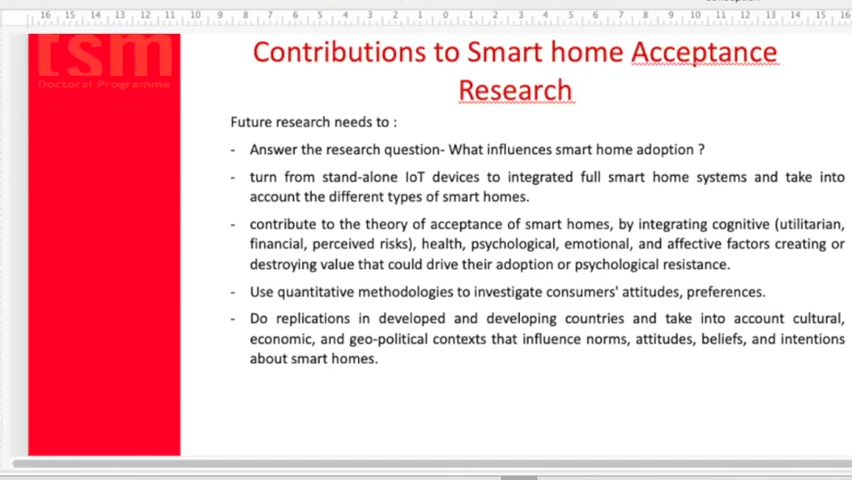 16 15 14 13 12 11 10 9 8 7 6 5 4 3 2 1 0 1 2 3 4 5 6 7 8 9 10 11 12 13 14 15 16
tsm
Doctoral Programme
Contributions to Smart home Acceptance
Research
Future research needs to :
- Answer the research question- What influences smart home adoption ?
- turn from stand-alone IoT devices to integrated full smart home systems and take into
account the different types of smart homes.
- contribute to the theory of acceptance of smart homes, by integrating cognitive (utilitarian,
financial, perceived risks), health, psychological, emotional, and affective factors creating or
destroying value that could drive their adoption or psychological resistance.
- Use quantitative methodologies to investigate consumers' attitudes, preferences.
- Do replications in developed and developing countries and take into account cultural,
economic, and geo-political contexts that influence norms, attitudes, beliefs, and intentions
about smart homes.